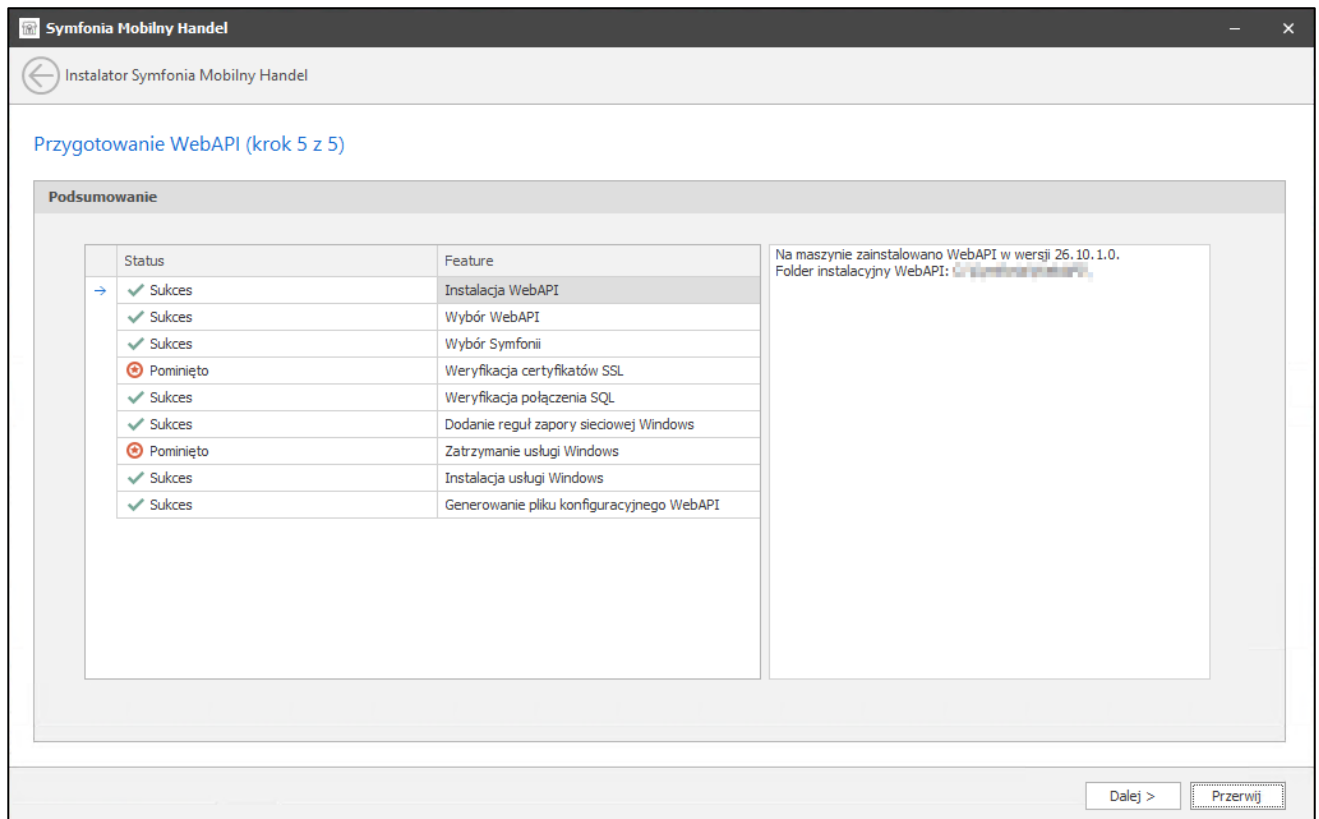 Symfonia Mobilny Handel
Instalator Symfonia Mobilny Handel
Przygotowanie WebAPI (krok 5 z 5)
Podsumowanie
Status Feature
Sukces Instalacja WebAPI
Sukces Wybór WebAPI
Sukces Wybór Symfonii
Pominięto Weryfikacja certyfikatów SSL
Sukces Weryfikacja połączenia SQL
Sukces Dodanie reguł zapory sieciowej Windows
Pominięto Zatrzymanie usługi Windows
Sukces Instalacja usługi Windows
Sukces Generowanie pliku konfiguracyjnego WebAPI
Na maszynie zainstalowano WebAPI w wersji 26.10.1.0.
Folder instalacyjny WebAPI:
Dalej >
Przerwij